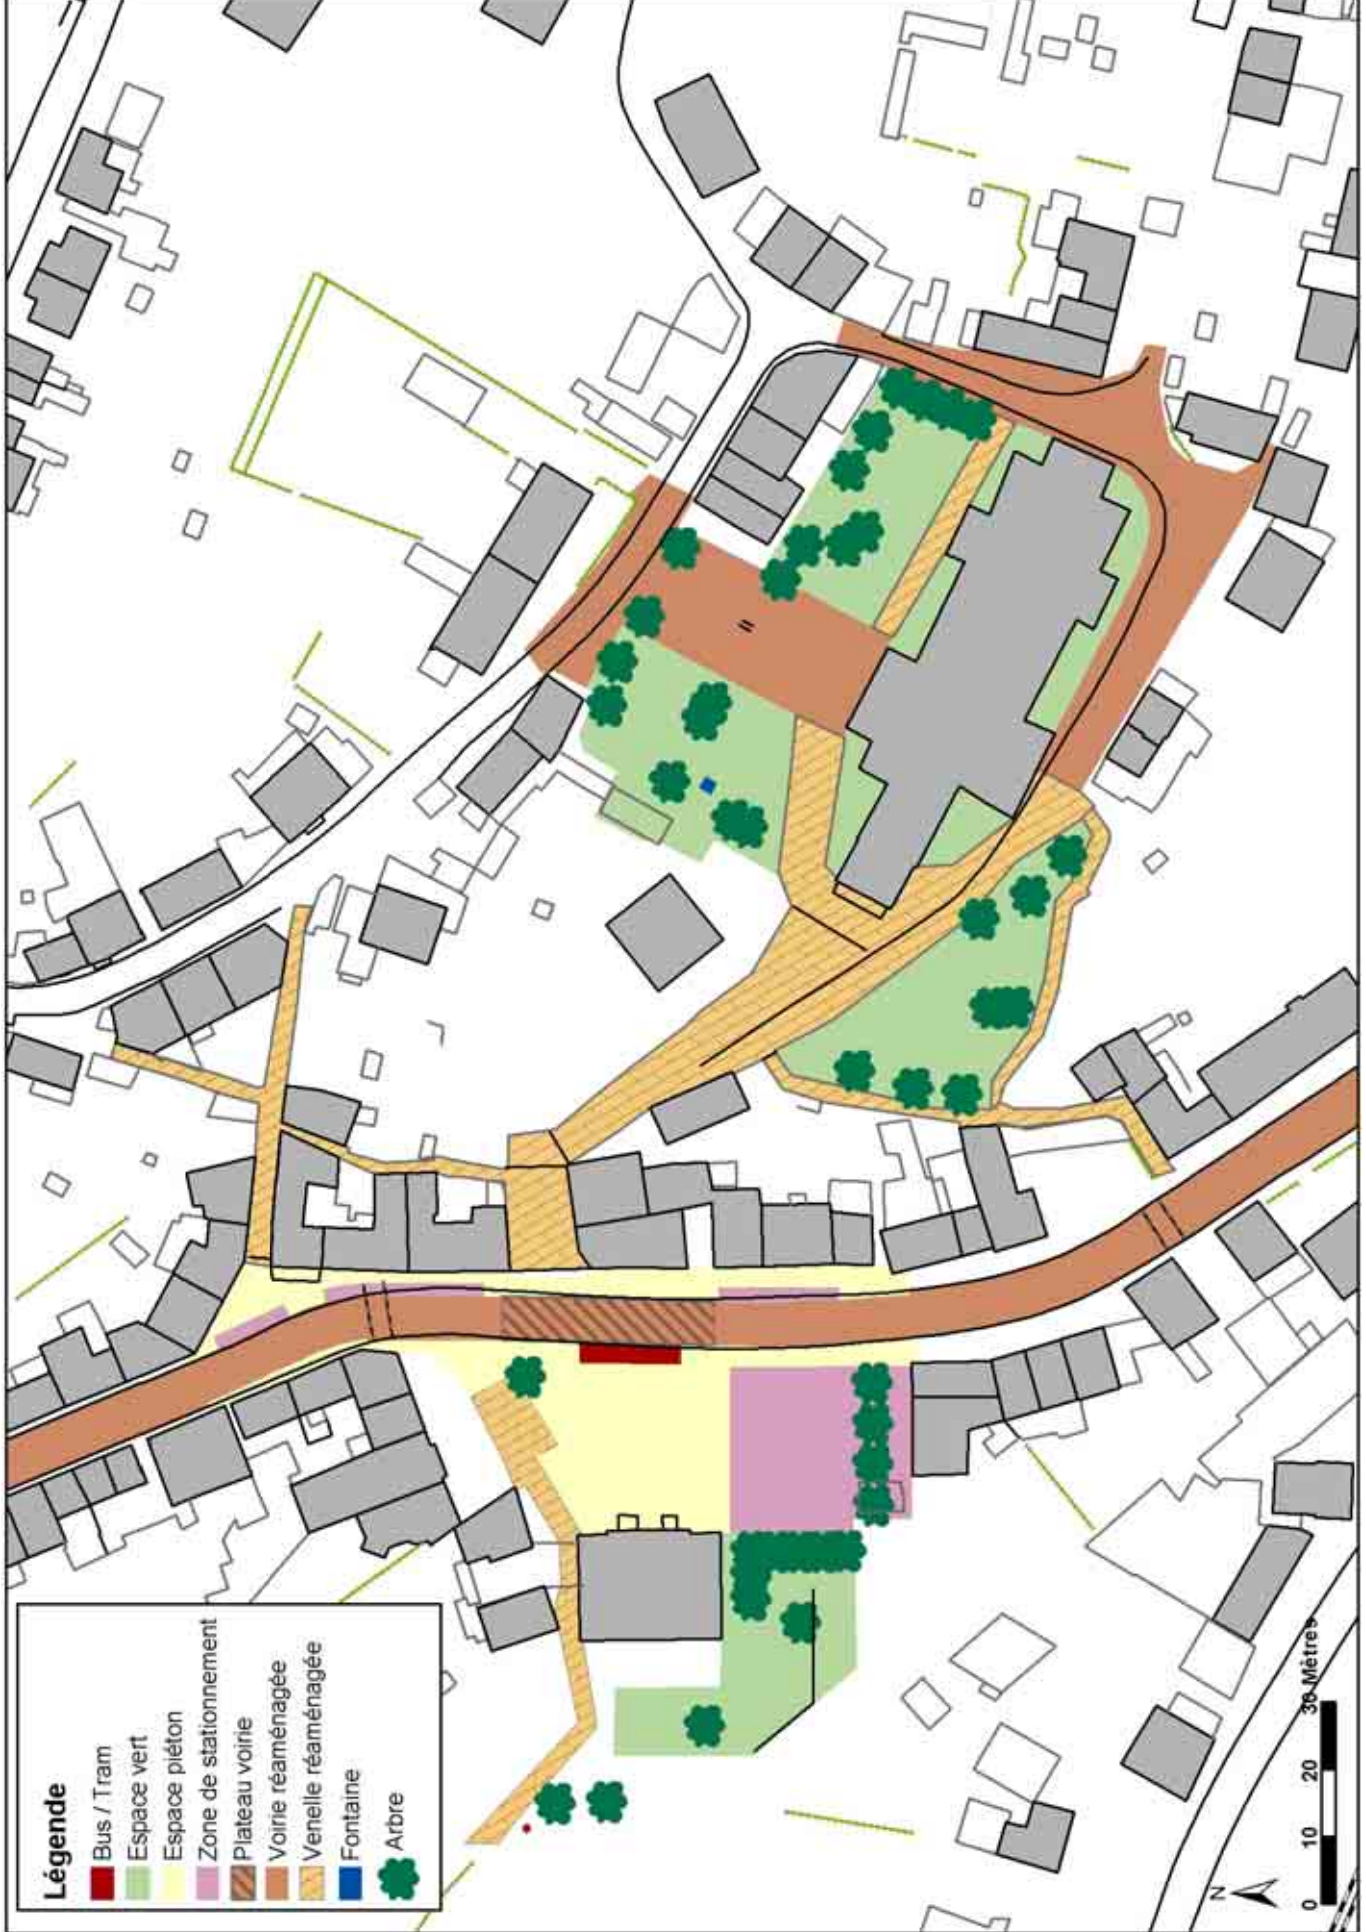 Légende
Bus / Tram
Espace vert
Espace piéton
Zone de stationnement
Plateau voirie
Voirie réaménagée
Venelle réaménagée
Fontaine
Arbre
N
0 10 20 30 Mètres